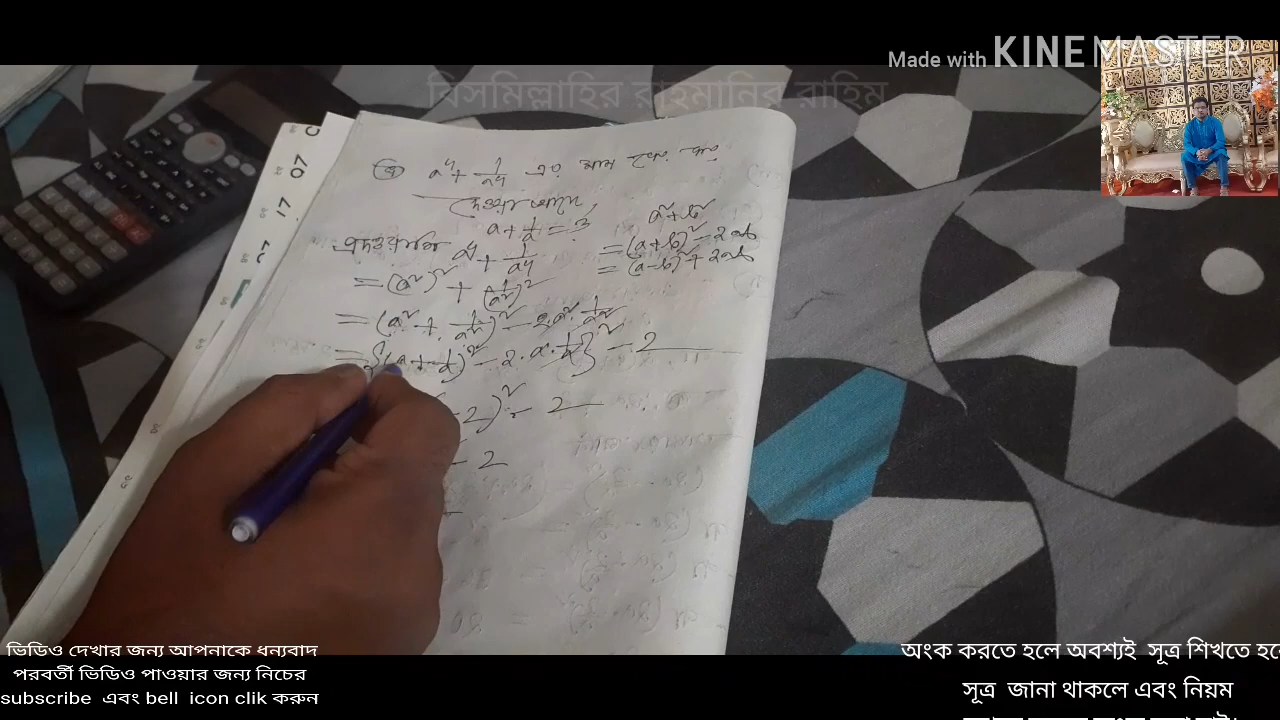 Made with KINEMASTER
বিসমিল্লাহির রাহমানির রাহিম
a⁴ + 1/a⁴ এর মান
দেওয়া আছে,
a + 1/a = 3
a² + b²
= (a+b)² - 2ab
= (a-b)² + 2ab
a⁴ + 1/a⁴
= (a²)² + (1/a²)²
= (a² + 1/a²)² - 2.a². 1/a²
= {(a + 1/a)² - 2. a. 1/a}² - 2
- 2)² - 2
- 2
ভিডিও দেখার জন্য আপনাকে ধন্যবাদ
পরবর্তী ভিডিও পাওয়ার জন্য নিচের
subscribe এবং bell icon clik করুন
অংক করতে হলে অবশ্যই সূত্র শিখতে হবে
সূত্র জানা থাকলে এবং নিয়ম